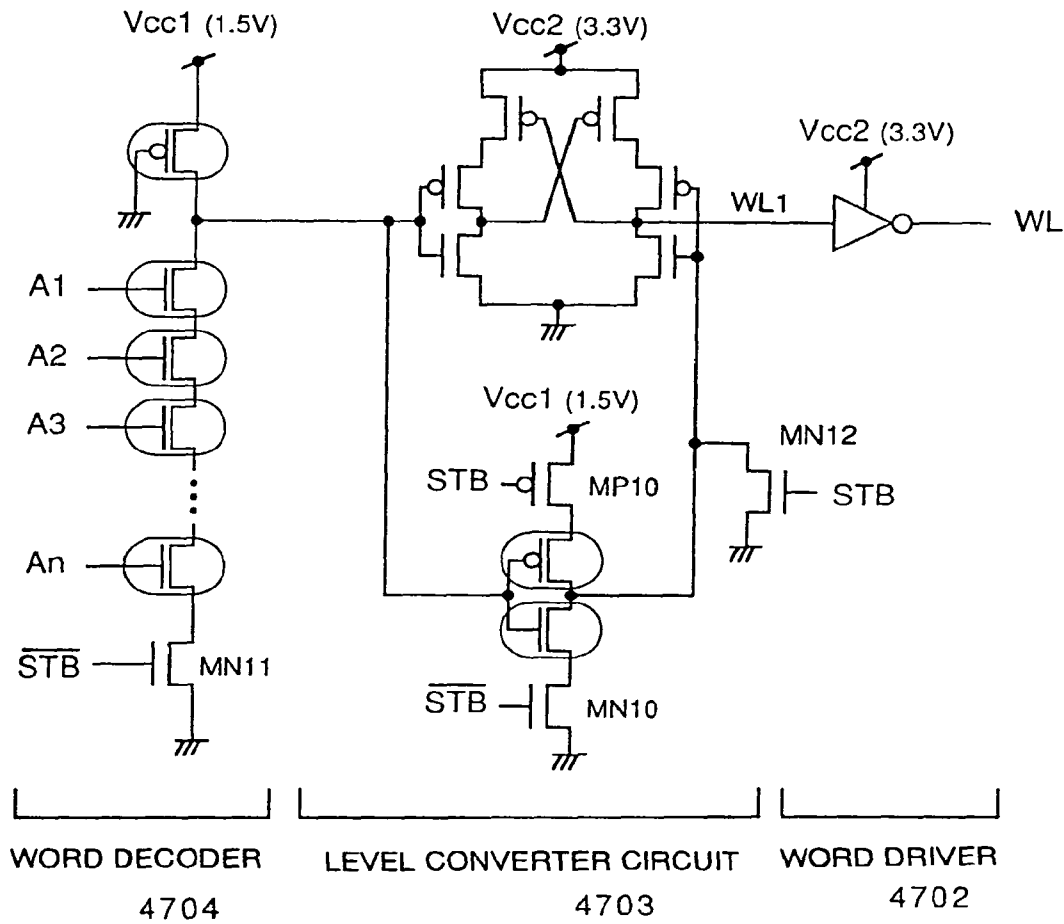 Vcc1 (1.5V)
Vcc2 (3.3V)
Vcc2 (3.3V)
WL1
WL
A1
A2
A3
An
STB
MN11
Vcc1 (1.5V)
STB
MP10
MN12
STB
STB
MN10
WORD DECODER
4704
LEVEL CONVERTER CIRCUIT
4703
WORD DRIVER
4702